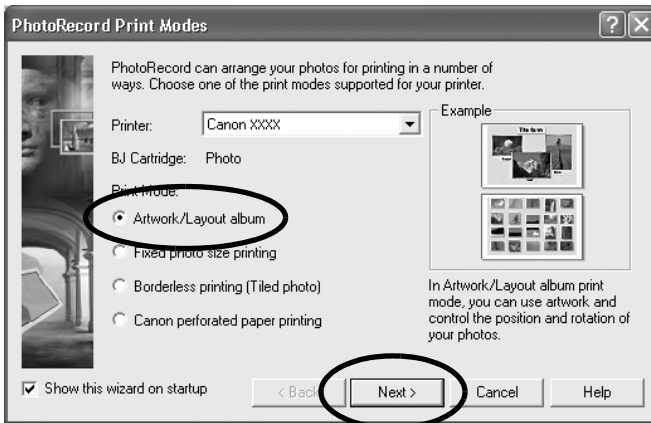 PhotoRecord Print Modes
PhotoRecord can arrange your photos for printing in a number of
ways. Choose one of the print modes supported for your printer.
Printer: Canon XXXX
BJ Cartridge: Photo
Print Mode:
Artwork/Layout album
Fixed photo size printing
Borderless printing (Tiled photo)
Canon perforated paper printing
Example
The farm
In Artwork/Layout album print
mode, you can use artwork and
control the position and rotation of
your photos.
Show this wizard on startup
< Back
Next >
Cancel
Help